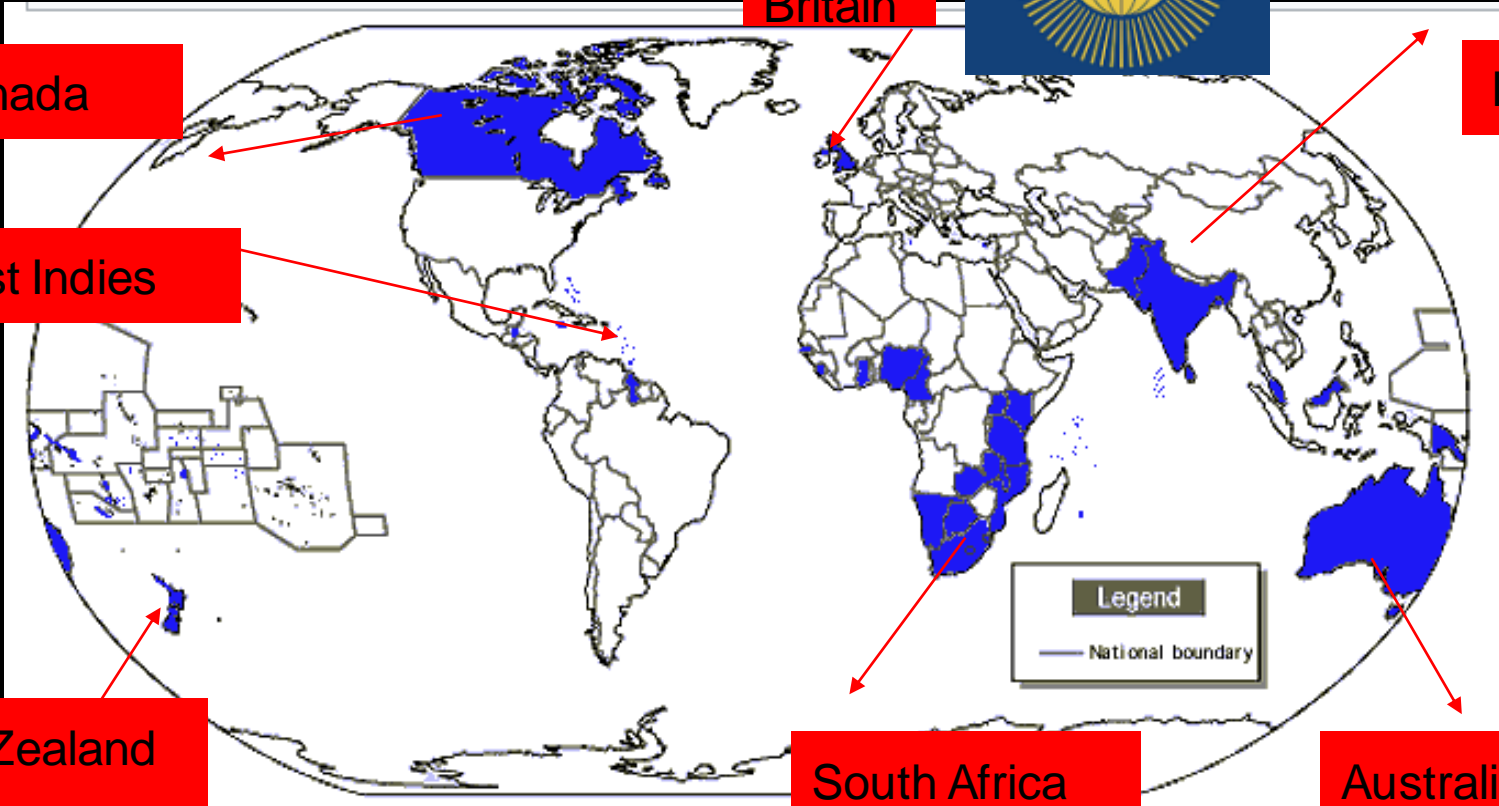 Britain
nada
st Indies
Legend
National boundary
Zealand
South Africa
Australi